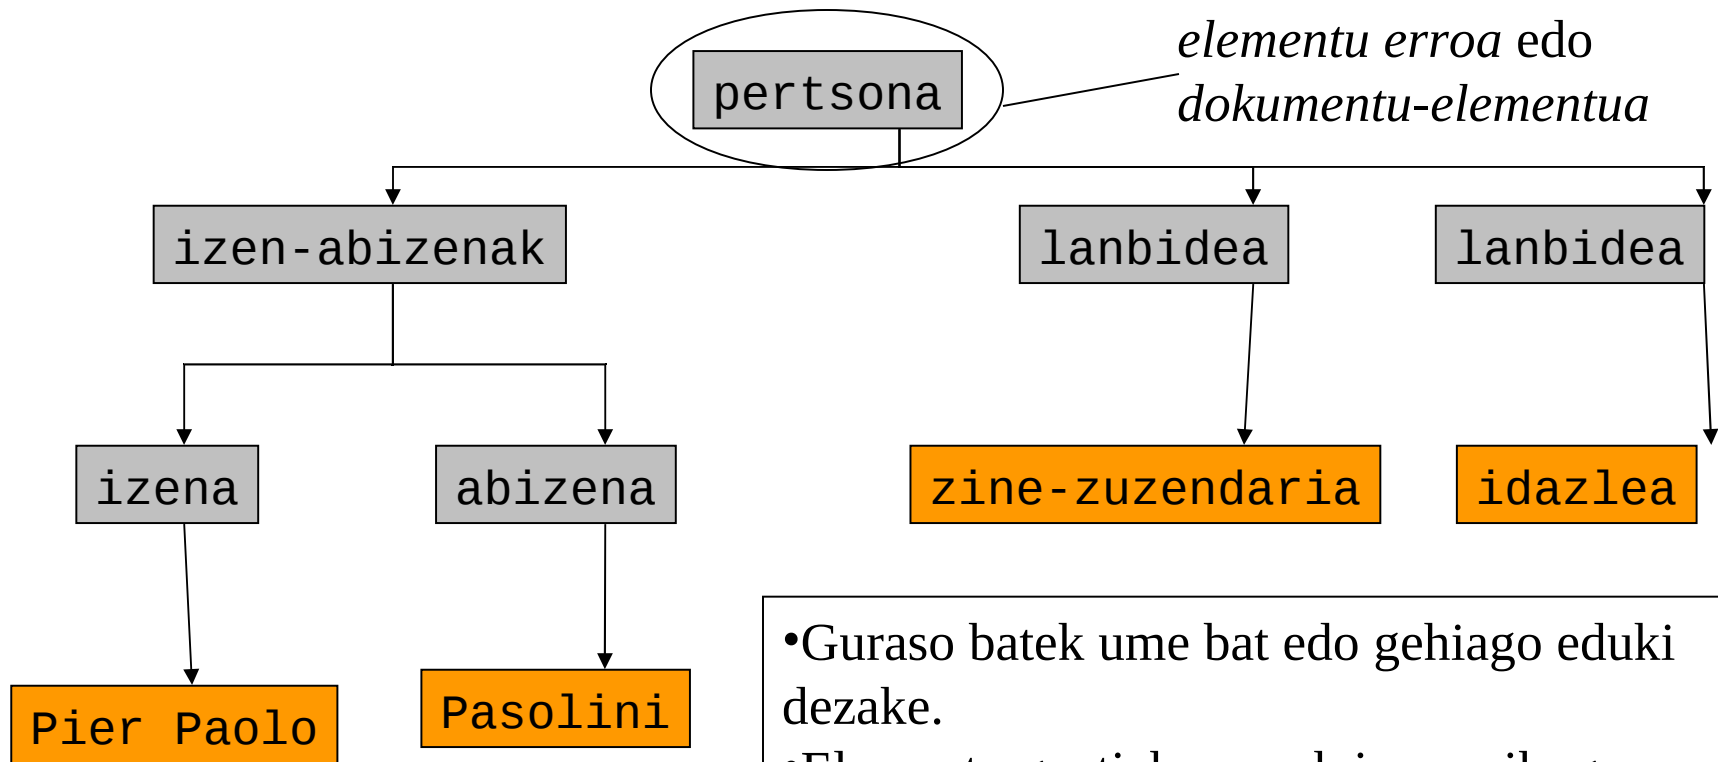 elementu erroa edo
dokumentu-elementua
pertsona
izen-abizenak
lanbidea
lanbidea
izena
abizena
zine-zuzendaria
idazlea
Pier Paolo
Pasolini
•Guraso batek ume bat edo gehiago eduki
dezake.